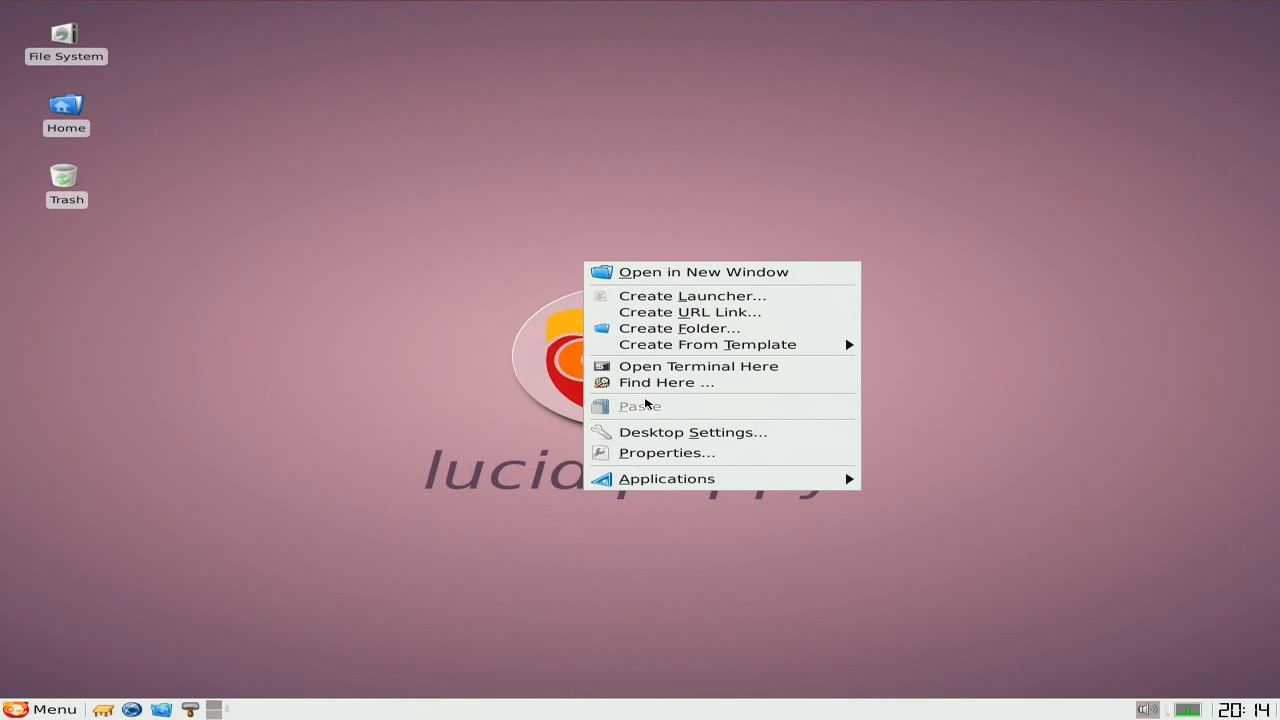 File System
Home
Trash
Open in New Window
Create Launcher...
Create URL Link...
Create Folder...
Create From Template
Open Terminal Here
Find Here ...
Paste
Desktop Settings...
Properties...
Applications
Menu
20:14